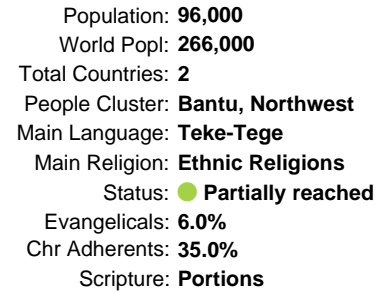 Population: 96,000
World Popl: 266,000
Total Countries: 2
People Cluster: Bantu, Northwest
Main Language: Teke-Tege
Main Religion: Ethnic Religions
Status: Partially reached
Evangelicals: 6.0%
Chr Adherents: 35.0%
Scripture: Portions